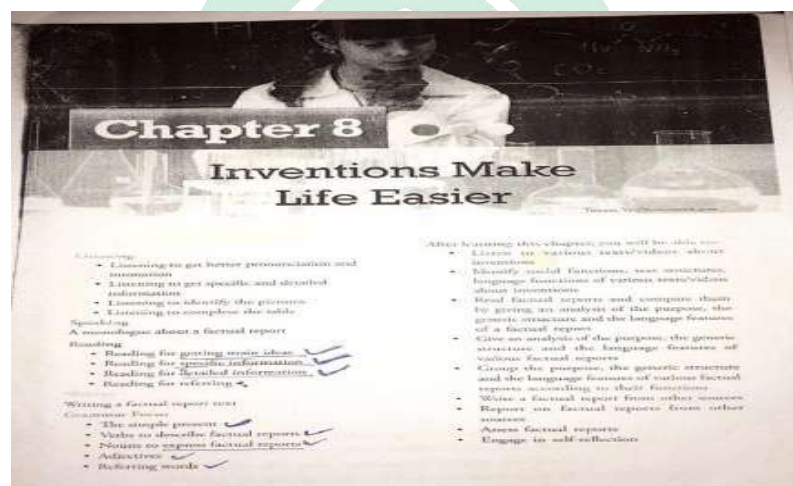 Chapter 8
Inventions Make
Life Easier
Listening
• Listening to get better pronunciation and
intonation
• Listening to get specific and detailed
information
• Listening to identify the pictures
• Listening to complete the table
Speaking
A monologue about a factual report
Reading
• Reading for getting main ideas
• Reading for specific information
• Reading for detailed information
• Reading for referring
Writing a factual report text
Grammar Focus
• The simple present
• Verbs to describe factual reports
• Nouns to express factual reports
• Adjectives
• Referring words
After learning this chapter, you will be able to:
• Listen to various texts/videos about
inventions
• Identify social functions, text structures,
language functions of various texts/videos
about inventions
• Read factual reports and compare them
by giving an analysis of the purpose, the
generic structure and the language features
of a factual report
• Give an analysis of the purpose, the generic
structure and the language features of
various factual reports
• Group the purpose, the generic structure
and the language features of various factual
reports according to their functions
• Write a factual report from other sources
• Report on factual reports from other
sources
• Assess factual reports
• Engage in self-reflection